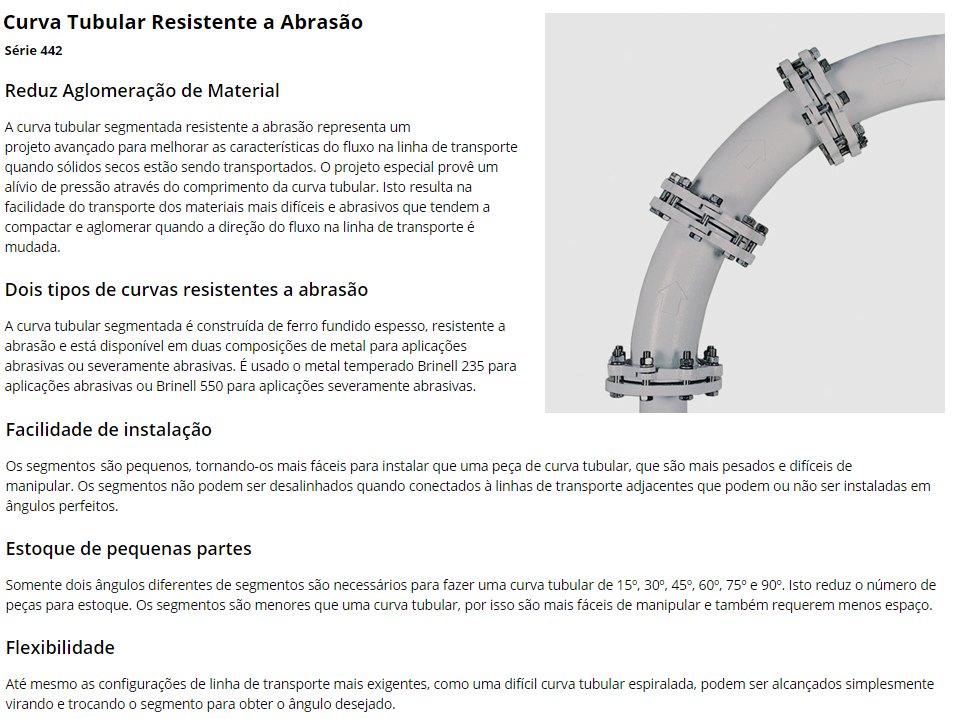 Curva Tubular Resistente a Abrasão
Série 442
Reduz Aglomeração de Material
A curva tubular segmentada resistente a abrasão representa um
projeto avançado para melhorar as características do fluxo na linha de transporte
quando sólidos secos estão sendo transportados. O projeto especial provê um
alívio de pressão através do comprimento da curva tubular. Isto resulta na
facilidade do transporte dos materiais mais difíceis e abrasivos que tendem a
compactar e aglomerar quando a direção do fluxo na linha de transporte é
mudada.
Dois tipos de curvas resistentes a abrasão
A curva tubular segmentada é construída de ferro fundido espesso, resistente a
abrasão e está disponível em duas composições de metal para aplicações
abrasivas ou severamente abrasivas. É usado o metal temperado Brinell 235 para
aplicações abrasivas ou Brinell 550 para aplicações severamente abrasivas.
Facilidade de instalação
Os segmentos são pequenos, tornando-os mais fáceis para instalar que uma peça de curva tubular, que são mais pesados e difíceis de
manipular. Os segmentos não podem ser desalinhados quando conectados à linhas de transporte adjacentes que podem ou não ser instaladas em
ângulos perfeitos.
Estoque de pequenas partes
Somente dois ângulos diferentes de segmentos são necessários para fazer uma curva tubular de 15º, 30º, 45º, 60º, 75º e 90º. Isto reduz o número de
peças para estoque. Os segmentos são menores que uma curva tubular, por isso são mais fáceis de manipular e também requerem menos espaço.
Flexibilidade
Até mesmo as configurações de linha de transporte mais exigentes, como uma difícil curva tubular espiralada, podem ser alcançados simplesmente
virando e trocando o segmento para obter o ângulo desejado.